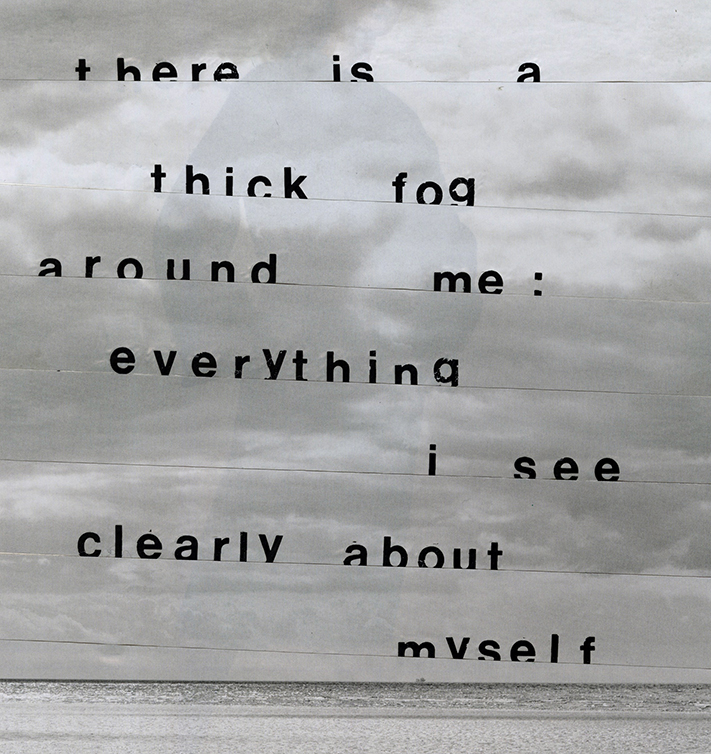 there is a
thick fog
around me:
everything
i see
clearly about
myself